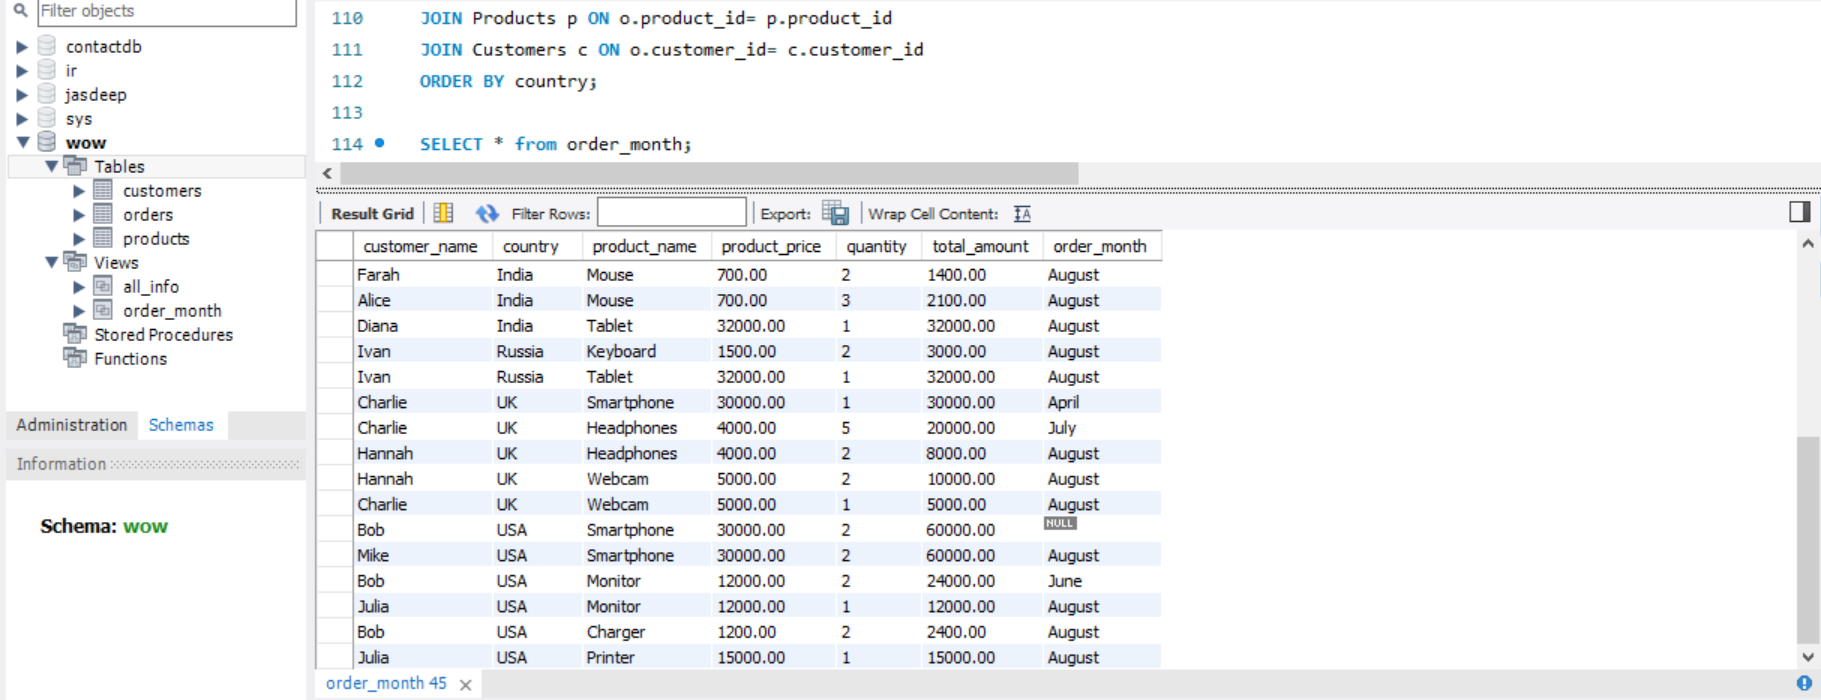 Filter objects
contactdb
ir
jasdeep
sys
wow
Tables
customers
orders
products
Views
all_info
order_month
Stored Procedures
Functions
Administration Schemas
Information
Schema: wow
110 JOIN Products p ON o.product_id= p.product_id
111 JOIN Customers c ON o.customer_id= c.customer_id
112 ORDER BY country;
113
114 SELECT * from order_month;
Result Grid Filter Rows: Export: Wrap Cell Content: IA
customer_name country product_name product_price quantity total_amount order_month
Farah India Mouse 700.00 2 1400.00 August
Alice India Mouse 700.00 3 2100.00 August
Diana India Tablet 32000.00 1 32000.00 August
Ivan Russia Keyboard 1500.00 2 3000.00 August
Ivan Russia Tablet 32000.00 1 32000.00 August
Charlie UK Smartphone 30000.00 1 30000.00 April
Charlie UK Headphones 4000.00 5 20000.00 July
Hannah UK Headphones 4000.00 2 8000.00 August
Hannah UK Webcam 5000.00 2 10000.00 August
Charlie UK Webcam 5000.00 1 5000.00 August
Bob USA Smartphone 30000.00 2 60000.00 NULL
Mike USA Smartphone 30000.00 2 60000.00 August
Bob USA Monitor 12000.00 2 24000.00 June
Julia USA Monitor 12000.00 1 12000.00 August
Bob USA Charger 1200.00 2 2400.00 August
Julia USA Printer 15000.00 1 15000.00 August
order_month 45